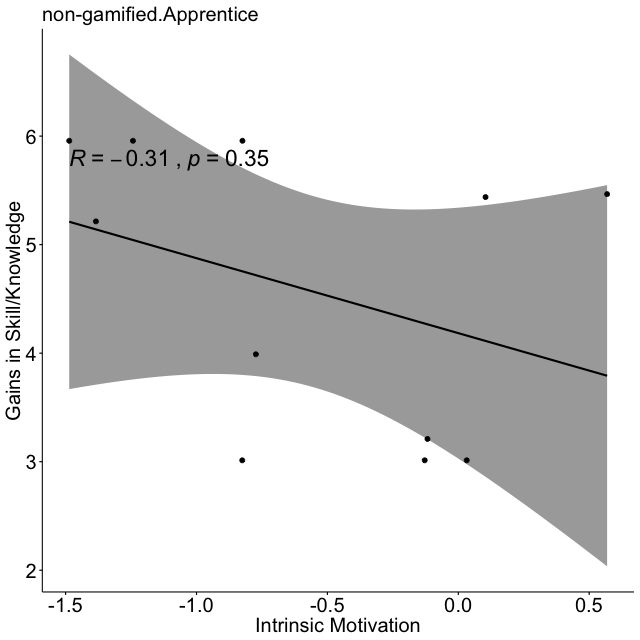 non-gamified.Apprentice
Gains in Skill/Knowledge
6
R = −0.31 , p = 0.35
5
4
3
2
-1.5 -1.0 -0.5 0.0 0.5
Intrinsic Motivation